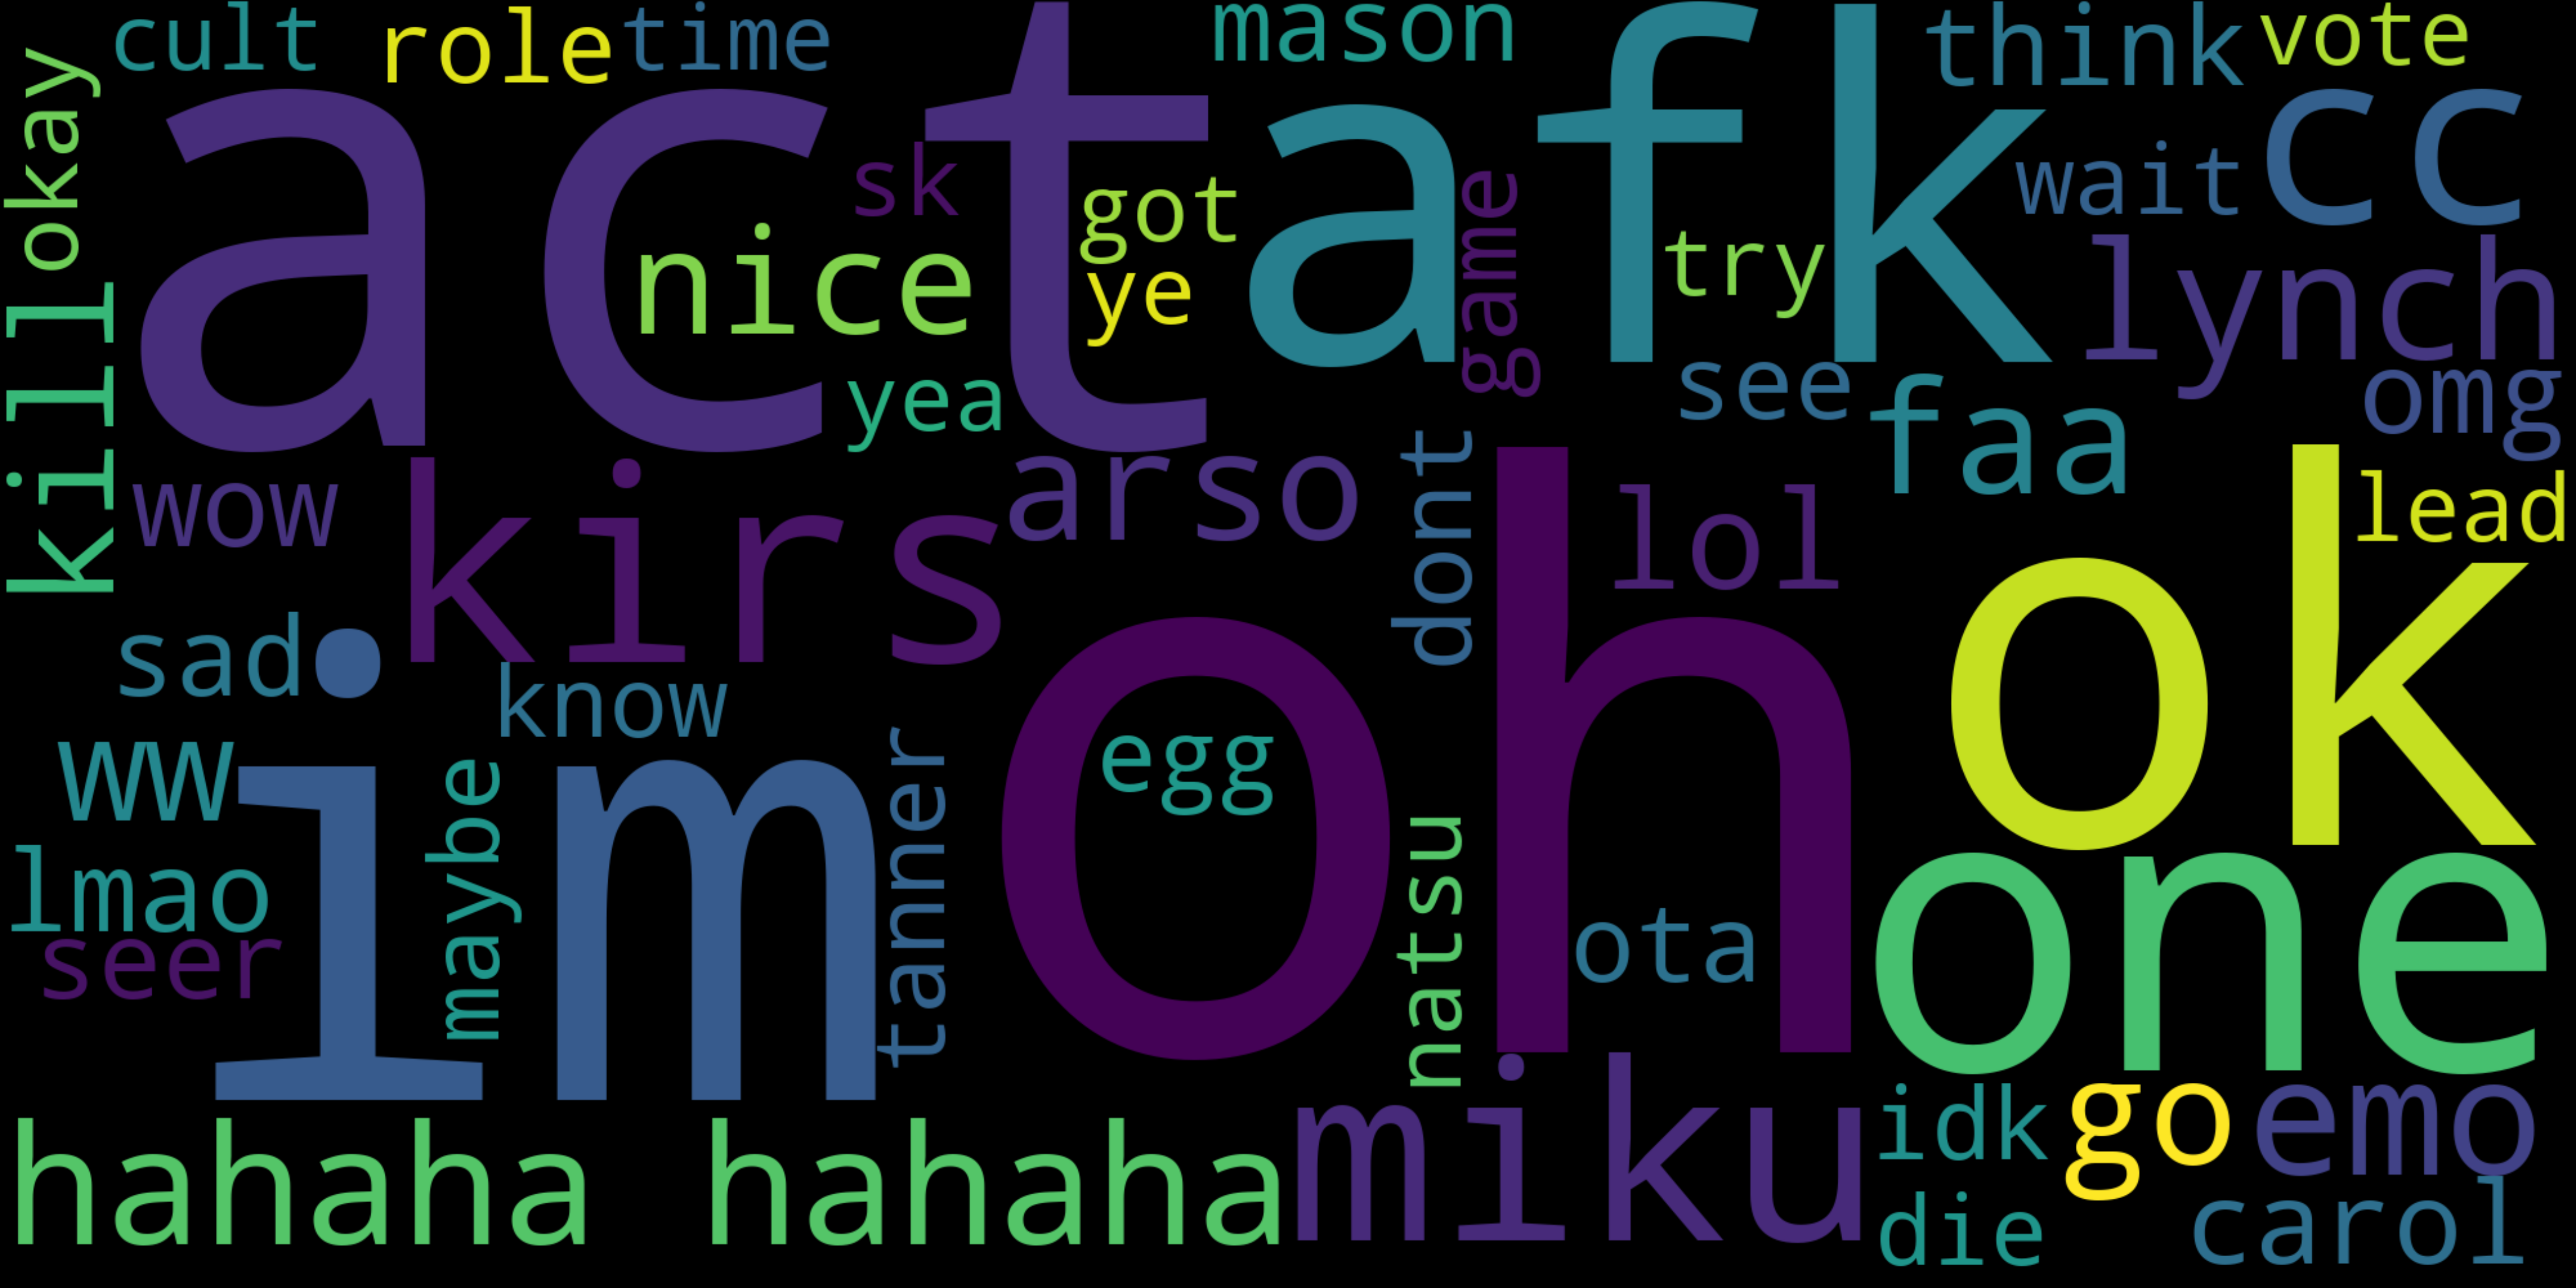 cult
role
time
mason
think
vote
okay
act
afk
cc
sk
wait
got
game
nice
try
ye
lynch
kill
yea
see
faa
omg
wow
kirs
arso
dont
lol
lead
sad
know
oh
ok
ww
im
maybe
tanner
egg
natsu
lmao
seer
ota
one
hahaha hahaha
miku
idk
go
emo
die
carol